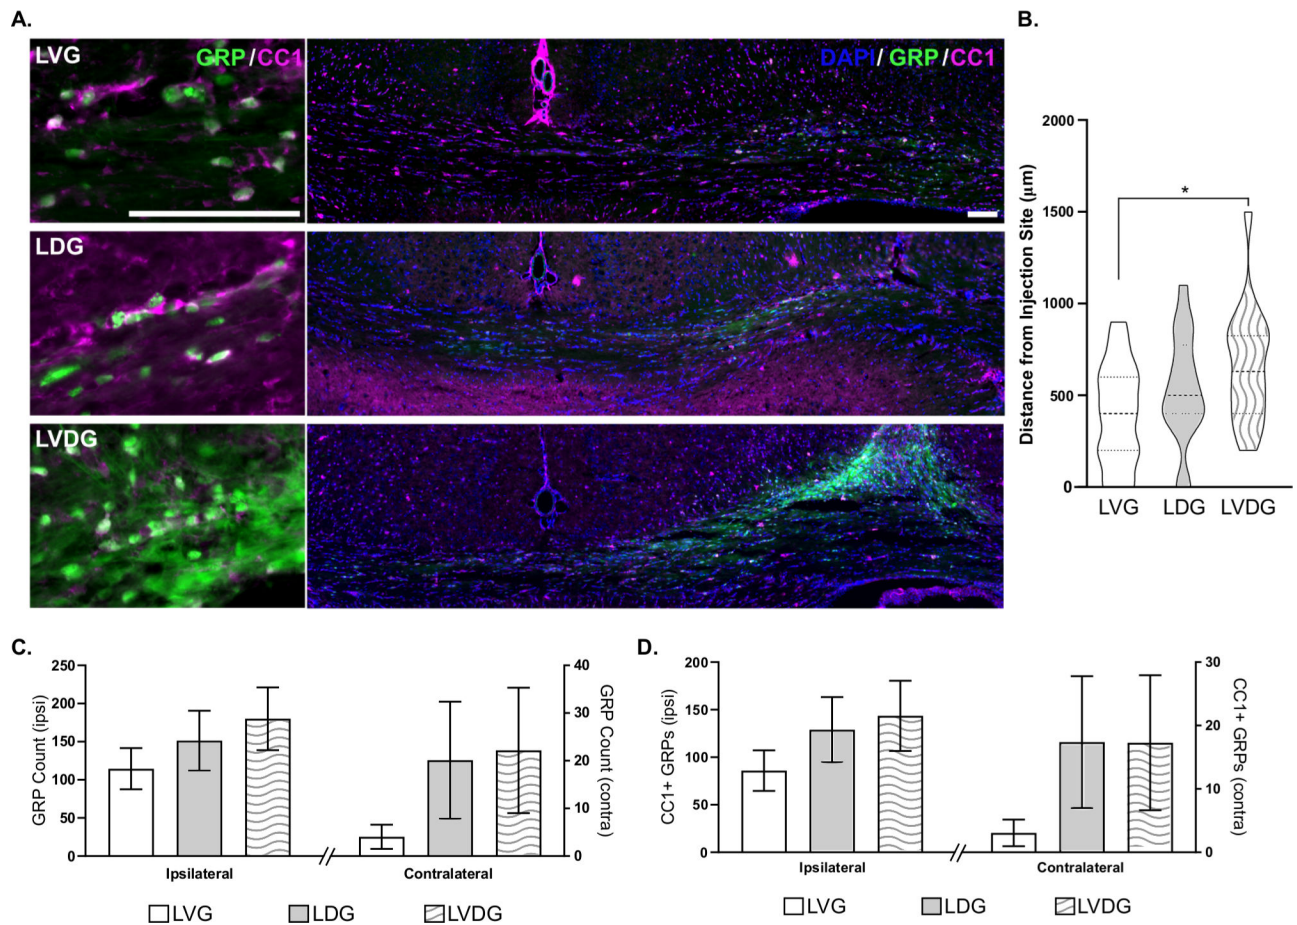 A.
B.
LVG
GRP/CC1
DAPI/ GRP/CC1
LDG
LVDG
Distance from Injection Site (μm)
2000
1500
1000
500
0
*
LVG LDG LVDG
C.
GRP Count (ipsi)
250
200
150
100
50
0
40
30
20
10
0
GRP Count (contra)
Ipsilateral
Contralateral
LVG LDG LVDG
D.
CC1+ GRPs (ipsi)
200
150
100
50
0
30
20
10
0
CC1+ GRPs (contra)
Ipsilateral
Contralateral
LVG LDG LVDG